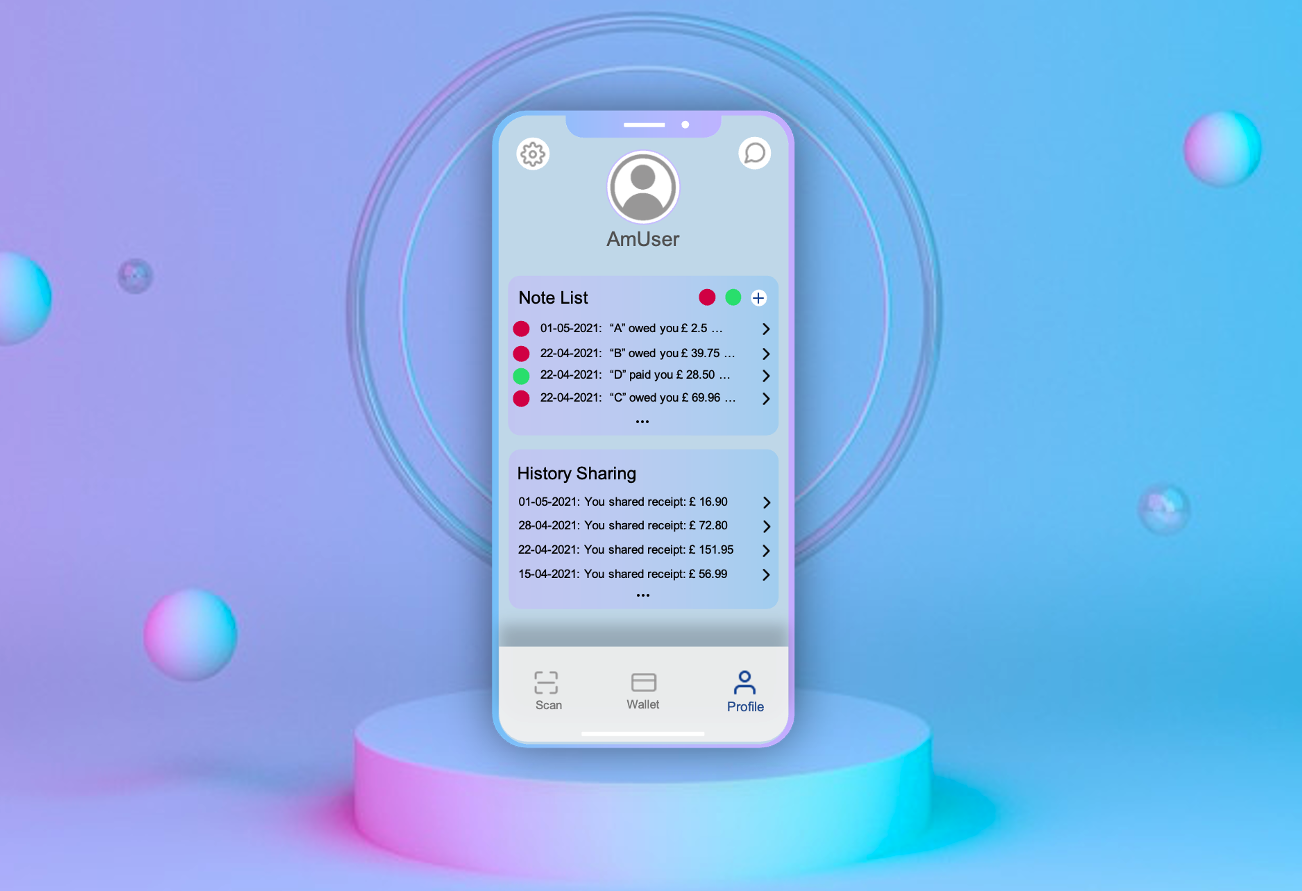 AmUser
Note List
01-05-2021: “A” owed you £ 2.5 ...
22-04-2021: “B” owed you £ 39.75 ...
22-04-2021: “D” paid you £ 28.50 ...
22-04-2021: “C” owed you £ 69.96 ...
...
History Sharing
01-05-2021: You shared receipt: £ 16.90
28-04-2021: You shared receipt: £ 72.80
22-04-2021: You shared receipt: £ 151.95
15-04-2021: You shared receipt: £ 56.99
...
Scan Wallet Profile